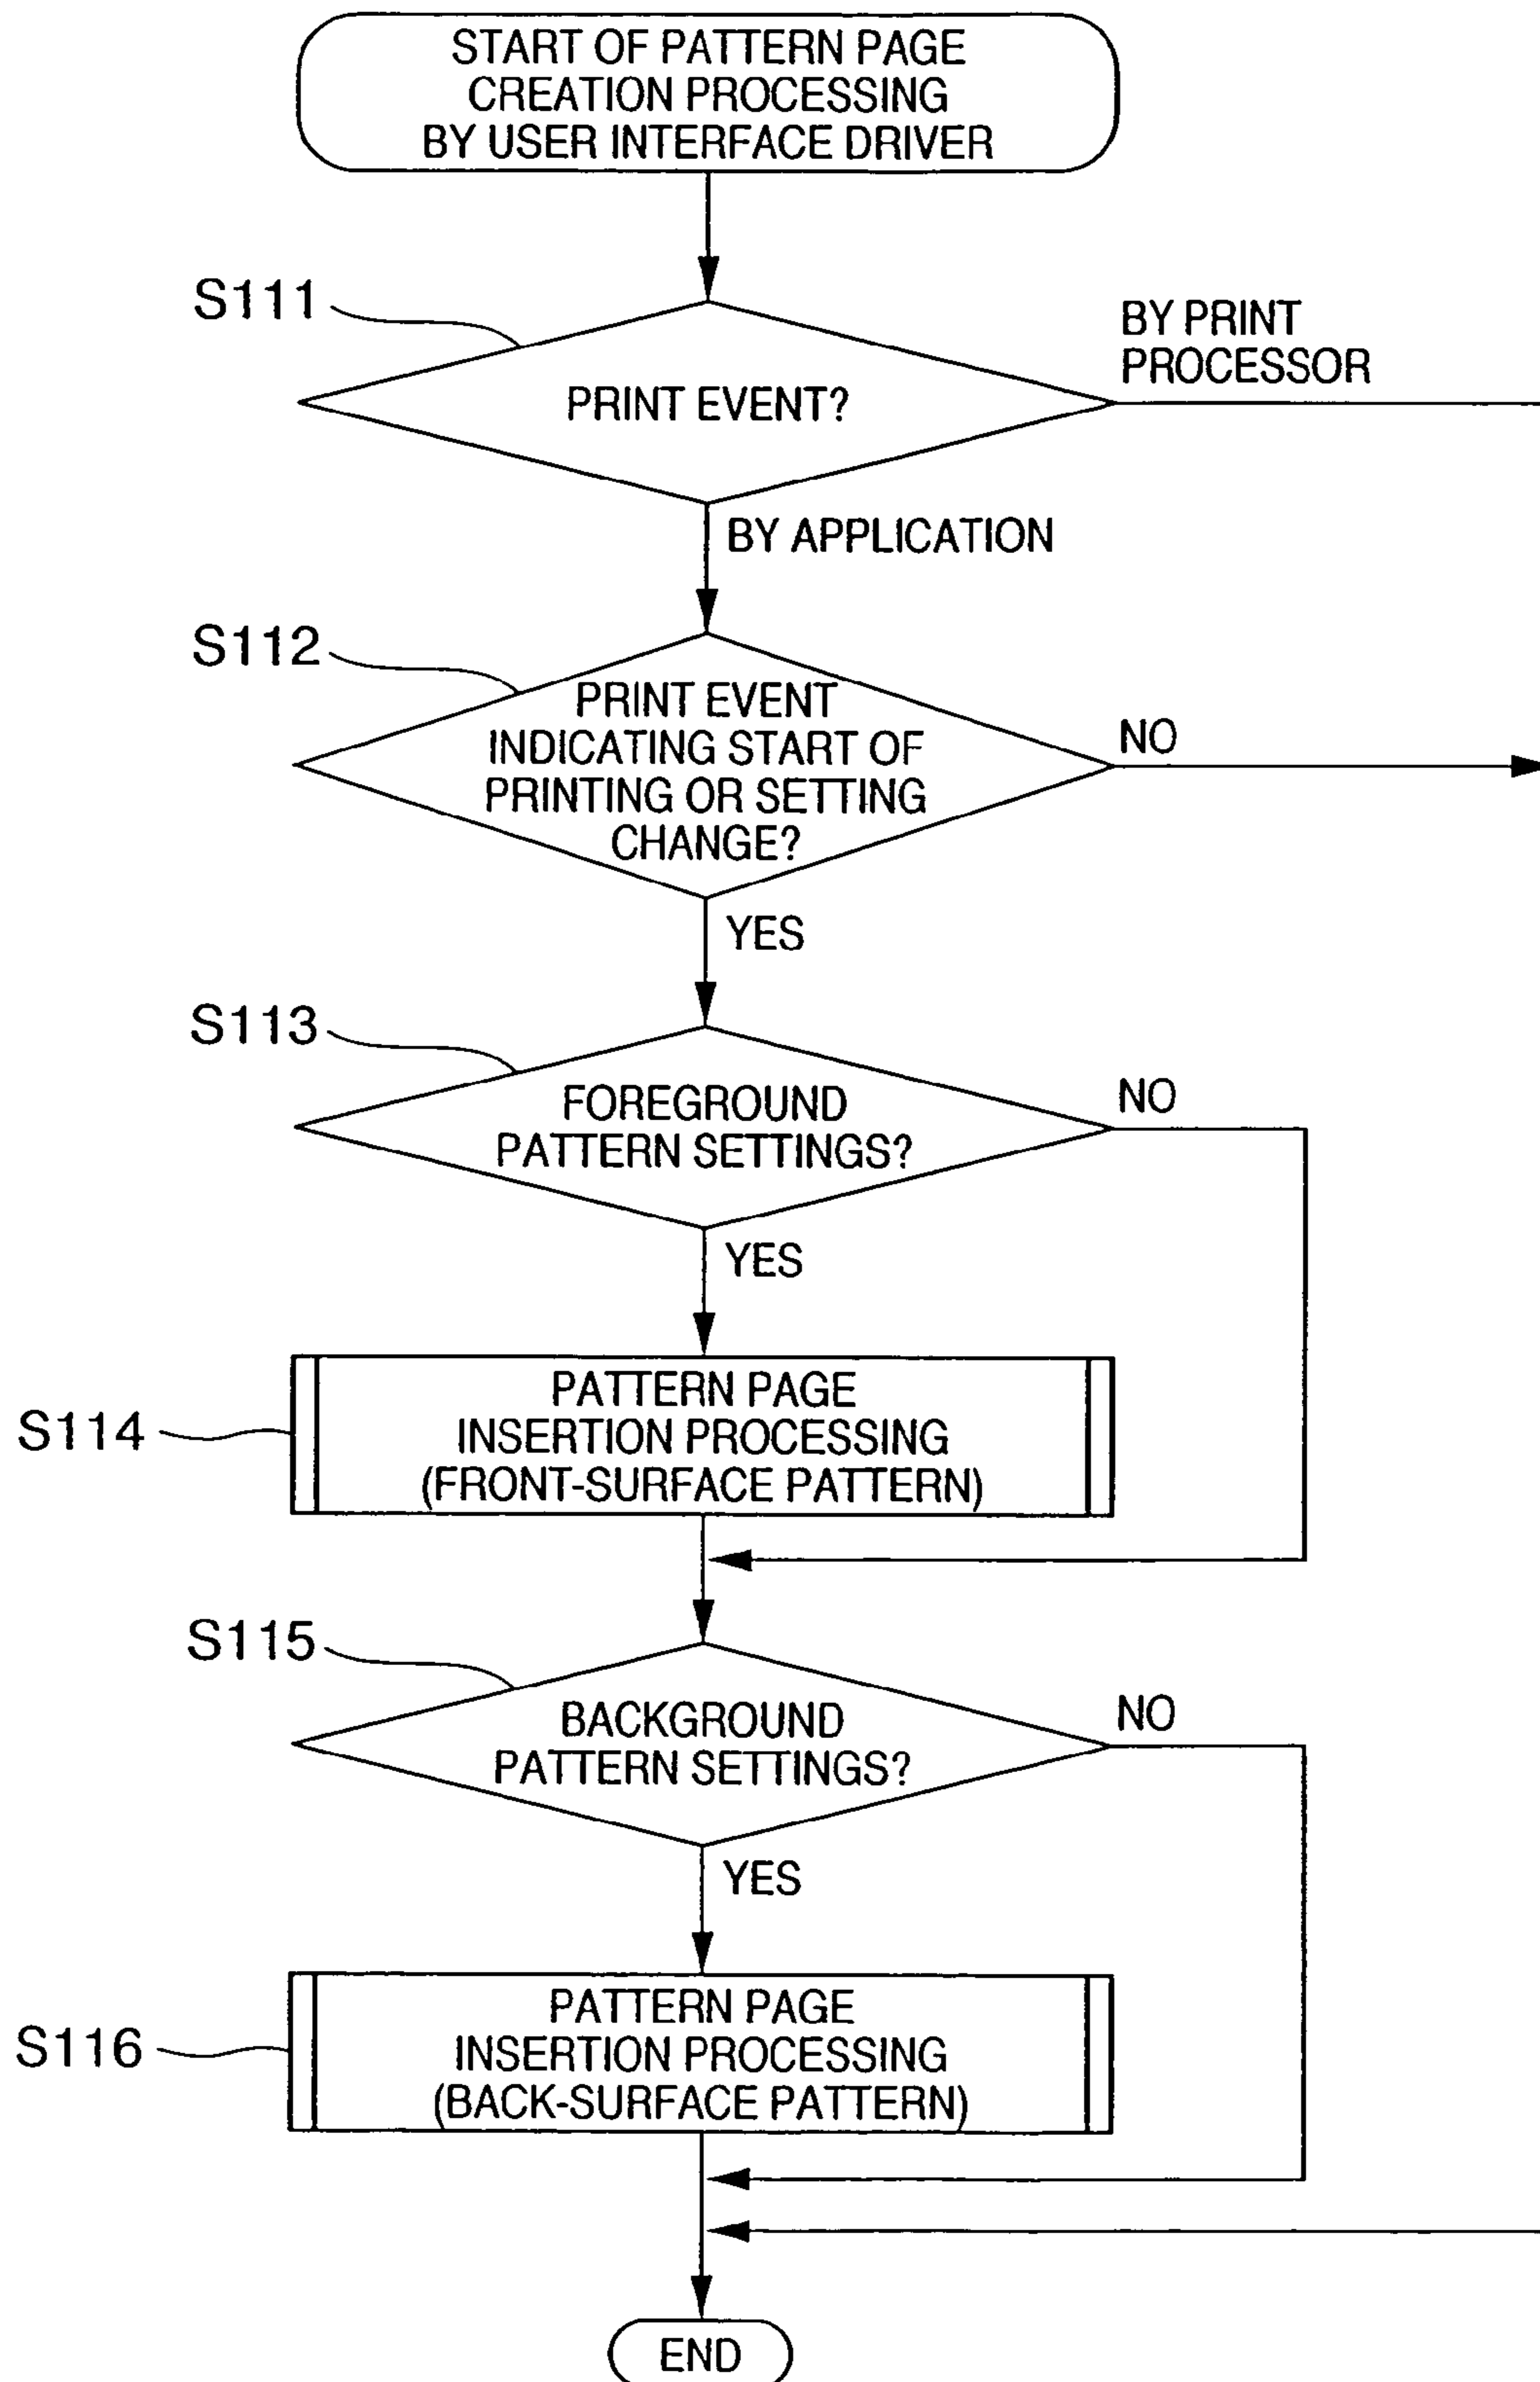 START OF PATTERN PAGE
CREATION PROCESSING
BY USER INTERFACE DRIVER
S111
PRINT EVENT?
BY PRINT
PROCESSOR
BY APPLICATION
S112
PRINT EVENT
INDICATING START OF
PRINTING OR SETTING
CHANGE?
NO
YES
S113
FOREGROUND
PATTERN SETTINGS?
NO
YES
S114
PATTERN PAGE
INSERTION PROCESSING
(FRONT-SURFACE PATTERN)
S115
BACKGROUND
PATTERN SETTINGS?
NO
YES
S116
PATTERN PAGE
INSERTION PROCESSING
(BACK-SURFACE PATTERN)
END